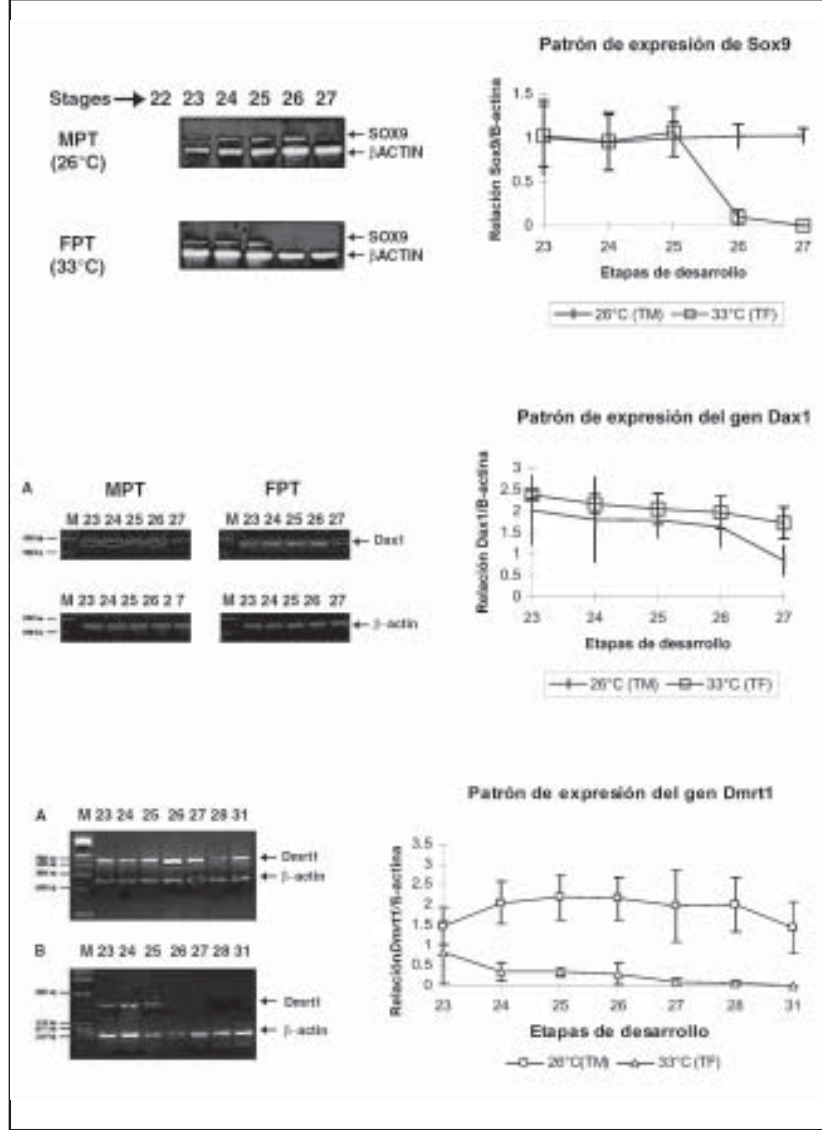 Patrón de expresión de Sox9
Stages 22 23 24 25 26 27
MPT
(26°C)
SOX9
βACTIN
FPT
(33°C)
SOX9
βACTIN
Relación Sox9/B-actina
1.5
1
0.5
0
23 24 25 26 27
Etapas de desarrollo
26°C (TM) 33°C (TF)
Patrón de expresión del gen Dax1
A
MPT FPT
M 23 24 25 26 27 M 23 24 25 26 27
Dax1
M 23 24 25 26 2 7 M 23 24 25 26 27
β-actin
Relación Dax1/B-actina
3
2.5
2
1.5
1
0.5
0
23 24 25 26 27
Etapas de desarrollo
26°C (TM) 33°C (TF)
Patrón de expresión del gen Dmrt1
A M 23 24 25 26 27 28 31
Dmrt1
β-actin
B M 23 24 25 26 27 28 31
Dmrt1
β-actin
Relación Dmrt1/ß-actina
3.5
3
2.5
2
1.5
1
0.5
0
23 24 25 26 27 28 31
Etapas de desarrollo
26°C(TM) 33°C (TF)